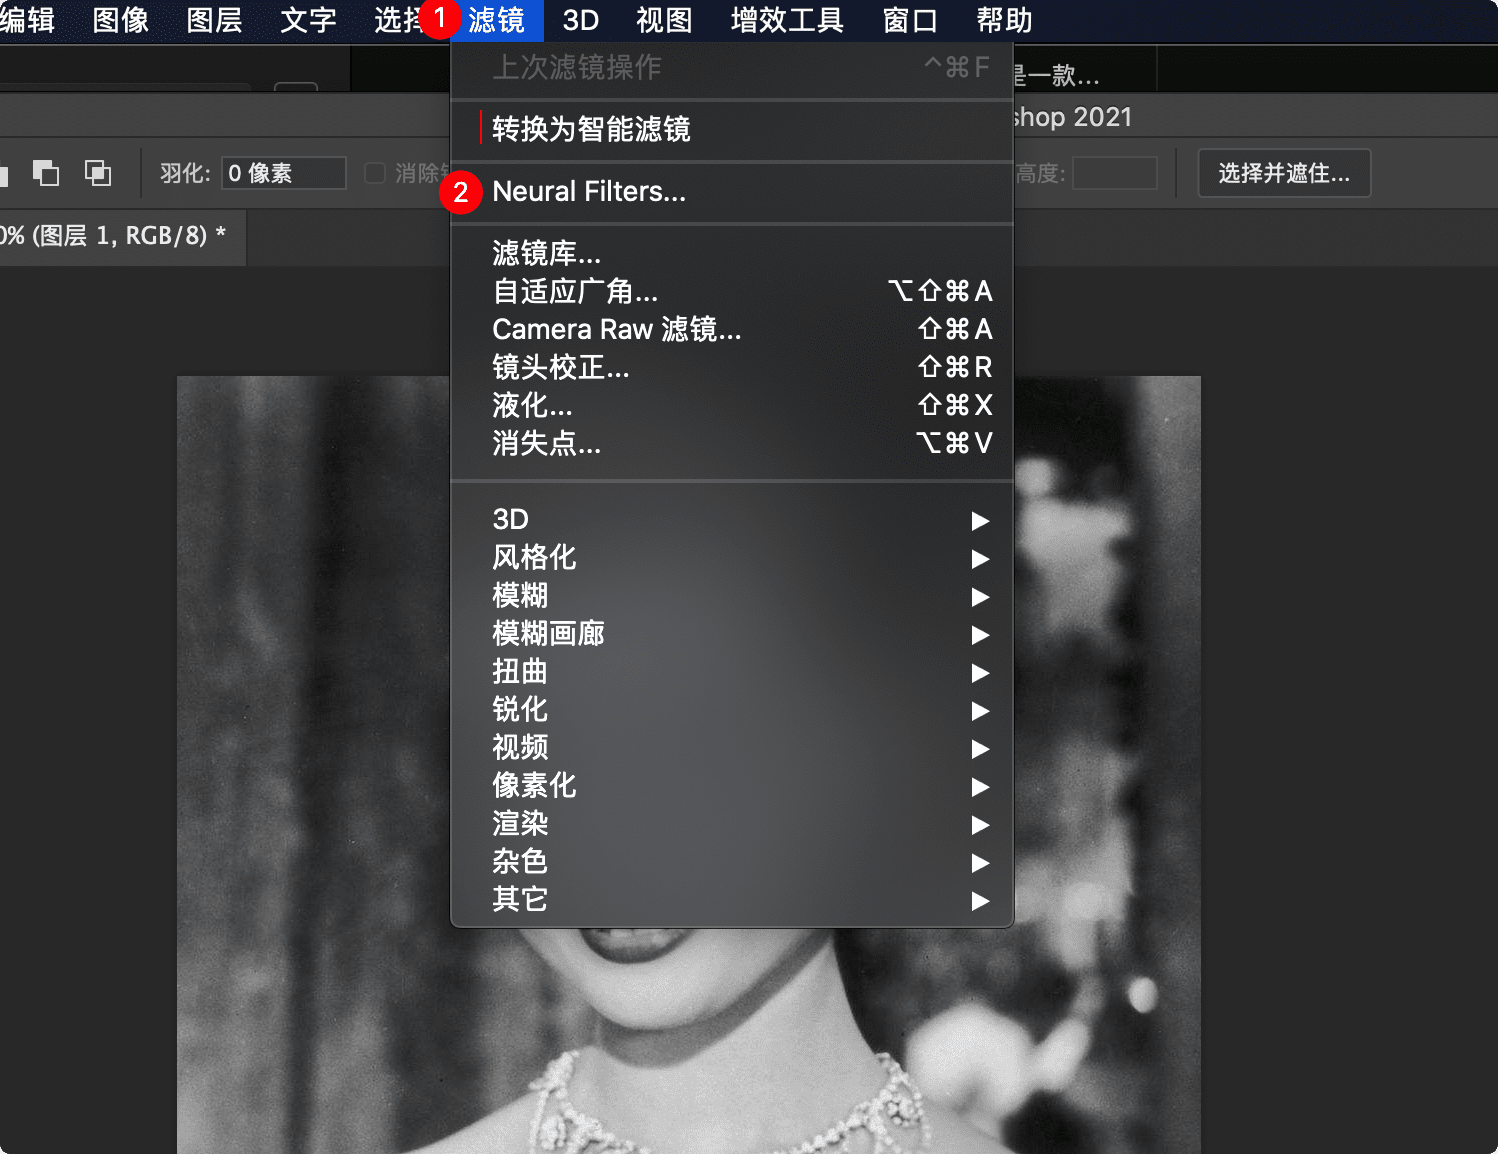 编辑 图像 图层 文字 选择 1 滤镜 3D 视图 增效工具 窗口 帮助
上次滤镜操作 ^⌘F
是一款...
转换为智能滤镜
shop 2021
羽化: 0 像素 消除 高度: 选择并遮住...
2 Neural Filters...
0% (图层 1, RGB/8) *
滤镜库...
自适应广角... ⌥⇧⌘A
Camera Raw 滤镜... ⇧⌘A
镜头校正... ⇧⌘R
液化... ⇧⌘X
消失点... ⌥⌘V
3D ▶
风格化 ▶
模糊 ▶
模糊画廊 ▶
扭曲 ▶
锐化 ▶
视频 ▶
像素化 ▶
渲染 ▶
杂色 ▶
其它 ▶